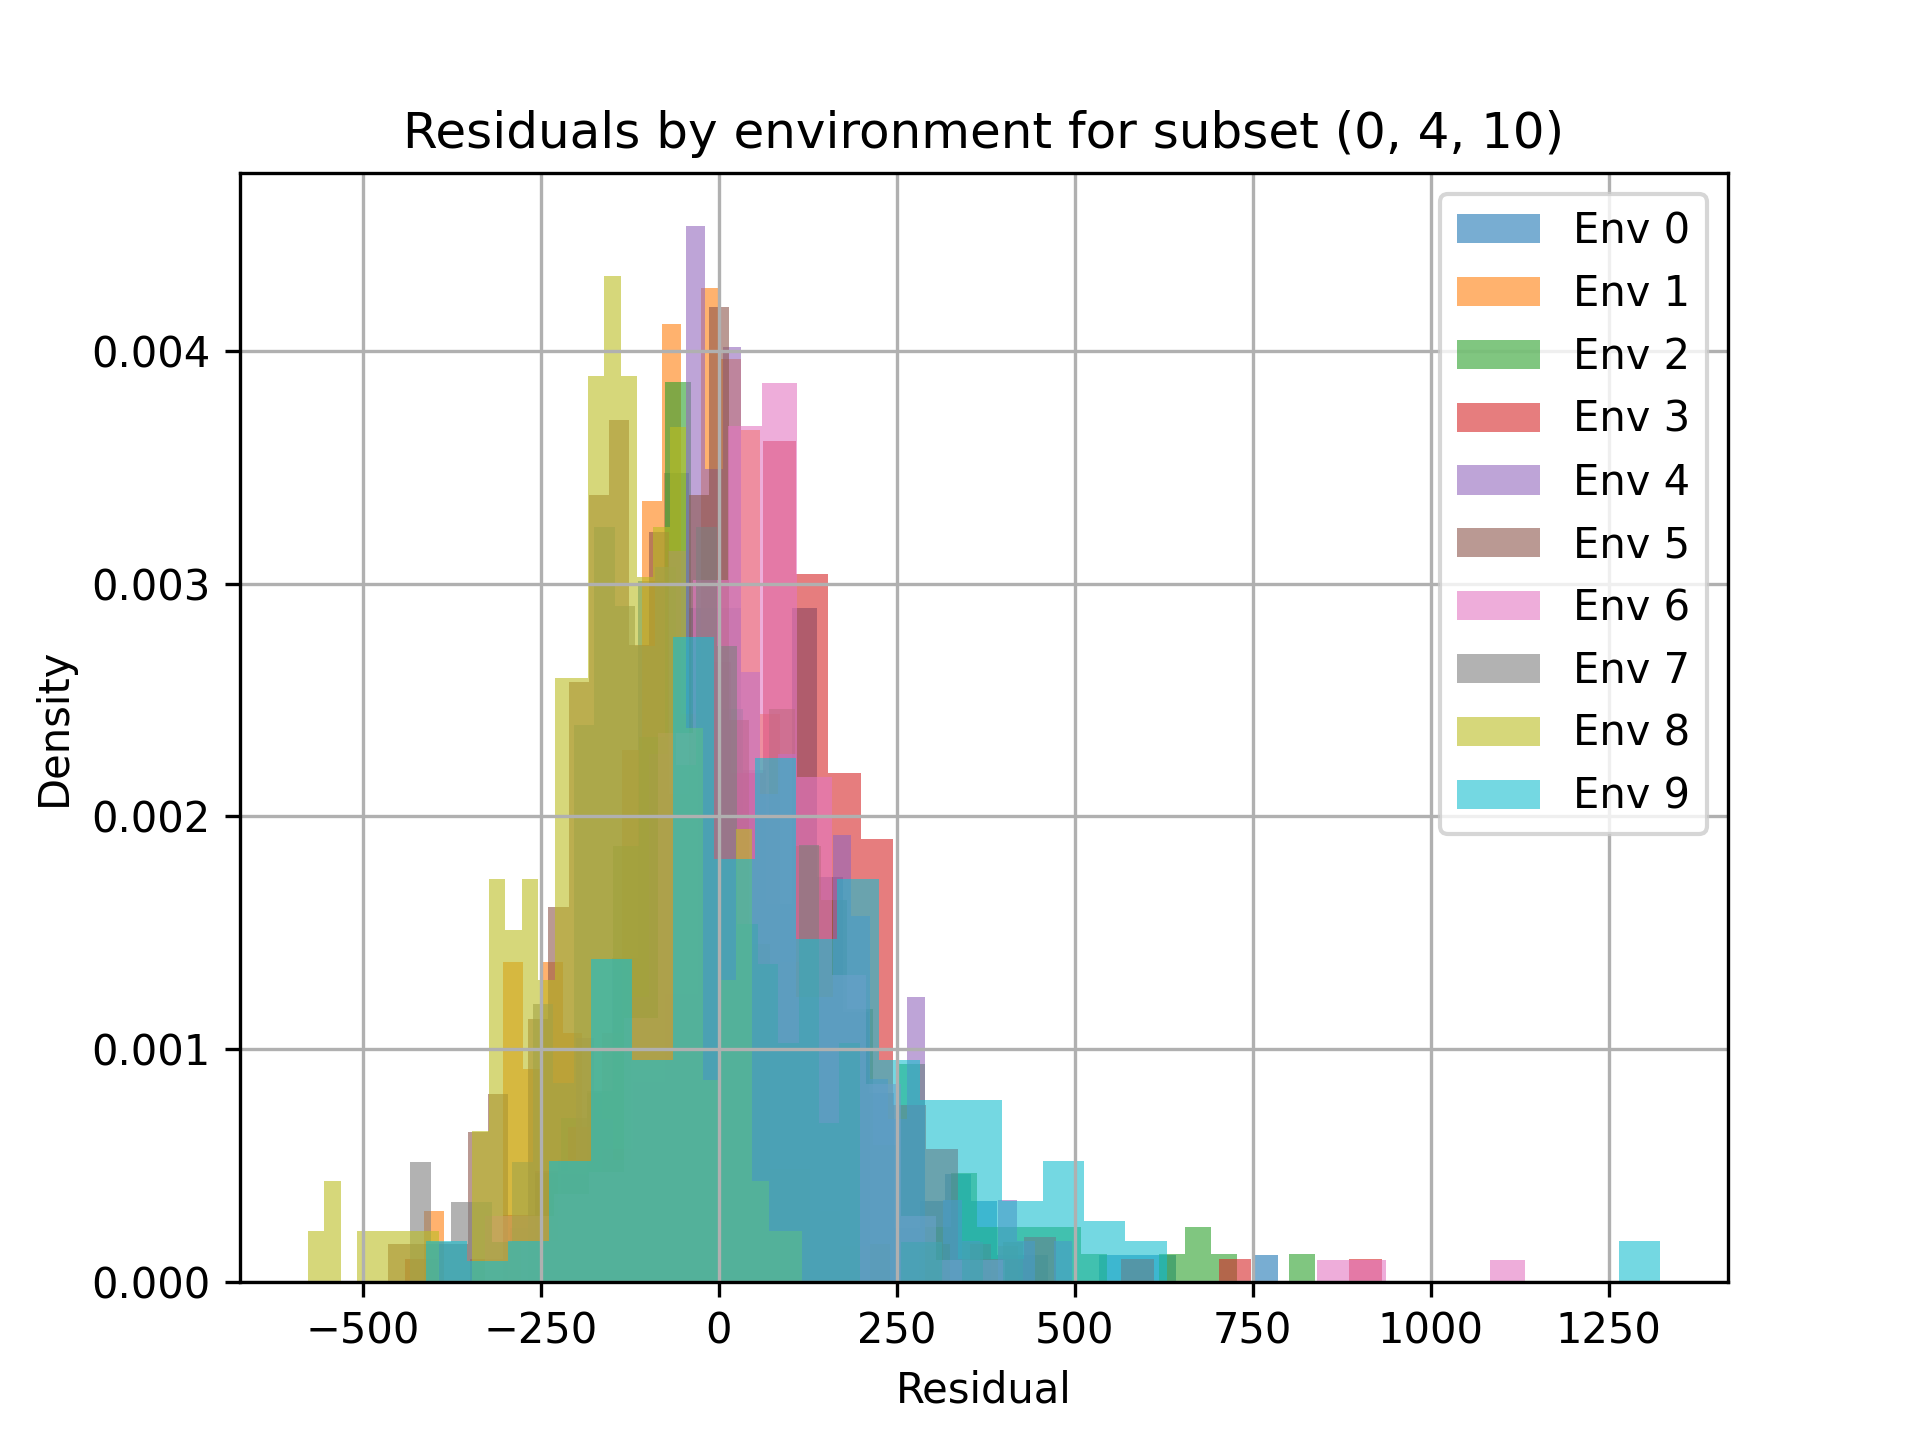 Residuals by environment for subset (0, 4, 10)
Env 0
Env 1
Env 2
Env 3
Env 4
Env 5
Env 6
Env 7
Env 8
Env 9
Density
0.004
0.003
0.002
0.001
0.000
−500 −250 0 250 500 750 1000 1250
Residual